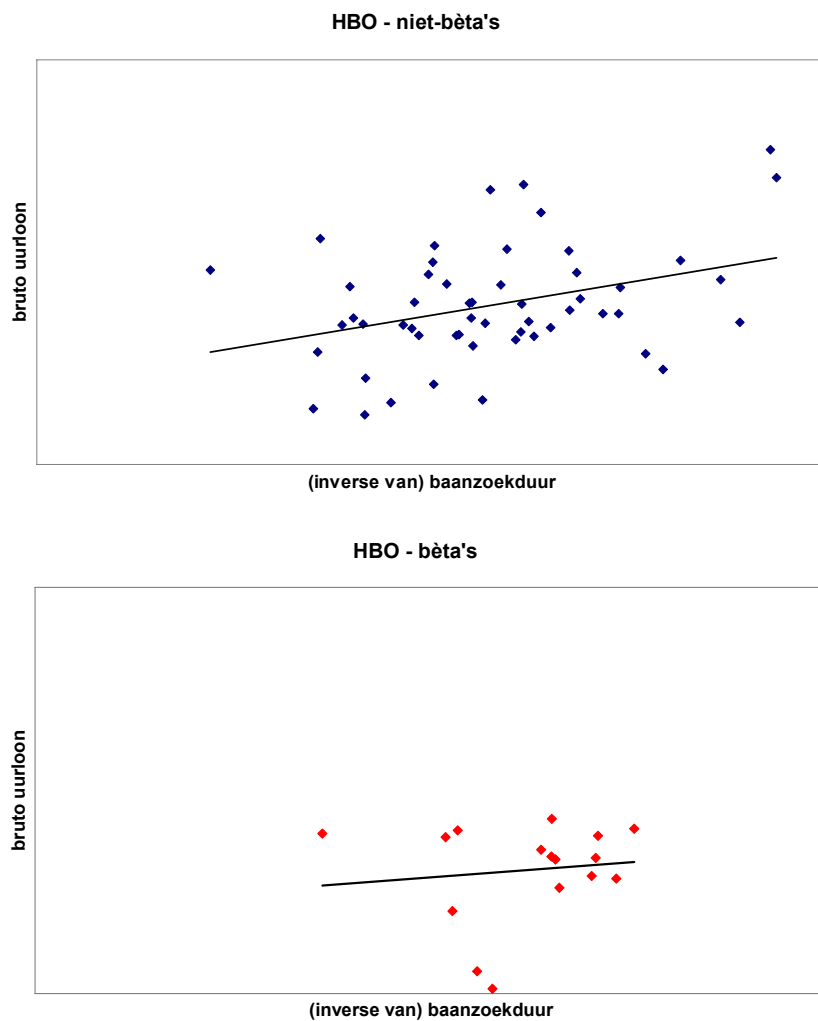 HBO - niet-bèta's
bruto uurloon
(inverse van) baanzoekduur
HBO - bèta's
bruto uurloon
(inverse van) baanzoekduur